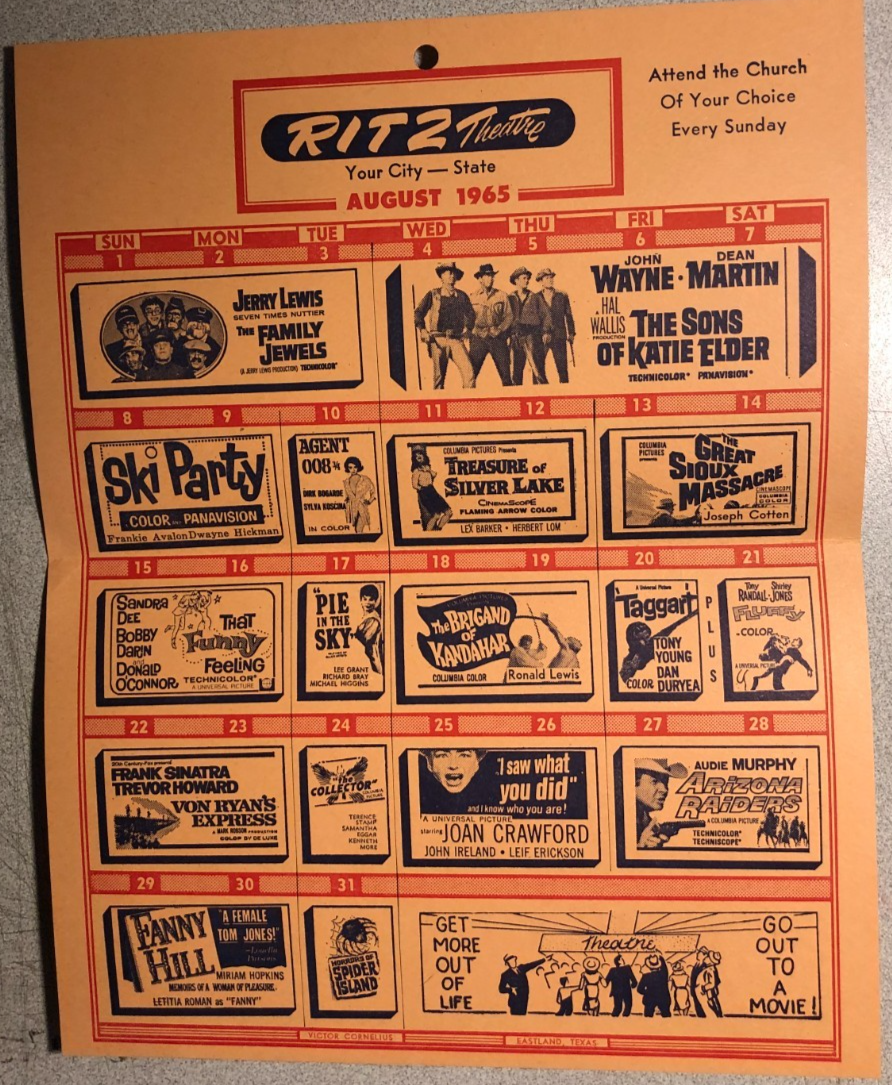 Attend the Church
Of Your Choice
Every Sunday
RITZ Theatre
Your City — State
AUGUST 1965
SUN MON TUE WED THU FRI SAT
1 2 3 4 5 6 7
JERRY LEWIS
SEVEN TIMES NUTTIER
THE FAMILY
JEWELS
(A JERRY LEWIS PRODUCTION) TECHNICOLOR®
JOHN WAYNE · DEAN MARTIN
HAL
WALLIS
PRODUCTION
THE SONS
OF KATIE ELDER
TECHNICOLOR® PANAVISION®
8 9 10 11 12 13 14
Ski Party
COLOR AND PANAVISION
Frankie Avalon Dwayne Hickman
AGENT
008¾
DIRK BOGARDE
SYLVA KOSCINA
IN COLOR
COLUMBIA PICTURES Presents
TREASURE of
SILVER LAKE
CINEMASCOPE
FLAMING ARROW COLOR
LEX BARKER · HERBERT LOM
COLUMBIA
PICTURES
presents
THE
GREAT
SIOUX
MASSACRE
CINEMASCOPE
COLUMBIA
COLOR
Joseph Cotten
15 16 17 18 19 20 21
SANDRA
DEE
BOBBY
DARIN
and
DONALD
O'CONNOR
THAT
Funny
FEELING
TECHNICOLOR®
A UNIVERSAL PICTURE
"PIE
IN THE
SKY"
LEE GRANT
RICHARD BRAY
MICHAEL HIGGINS
COLUMBIA PICTURES
The BRIGAND
OF
KANDAHAR
COLUMBIA COLOR
Ronald Lewis
A Universal Picture
Taggart
TONY
YOUNG
DAN
DURYEA
COLOR
PLUS
Tony Shirley
RANDALL·JONES
FLUFFY
COLOR
A UNIVERSAL PICTURE
22 23 24 25 26 27 28
20th Century-Fox presents
FRANK SINATRA
TREVOR HOWARD
VON RYAN'S
EXPRESS
A MARK ROBSON PRODUCTION
COLOR BY DE LUXE
"the
COLLECTOR"
COLUMBIA
PICTURE
TERENCE
STAMP
SAMANTHA
EGGAR
KENNETH
MORE
"I saw what
you did"
and I know who you are!
A UNIVERSAL PICTURE
starring JOAN CRAWFORD
JOHN IRELAND · LEIF ERICKSON
AUDIE MURPHY
ARIZONA
RAIDERS
A COLUMBIA PICTURE
TECHNICOLOR®
TECHNISCOPE®
29 30 31
FANNY
HILL
"A FEMALE
TOM JONES!"
MIRIAM HOPKINS
MEMOIRS OF A WOMAN OF PLEASURE.
LETITIA ROMAN as "FANNY"
HORRORS OF
SPIDER
ISLAND
GET
MORE
OUT
OF
LIFE
Theatre
GO
OUT
TO
A
MOVIE!
VICTOR CORNELIUS EASTLAND, TEXAS